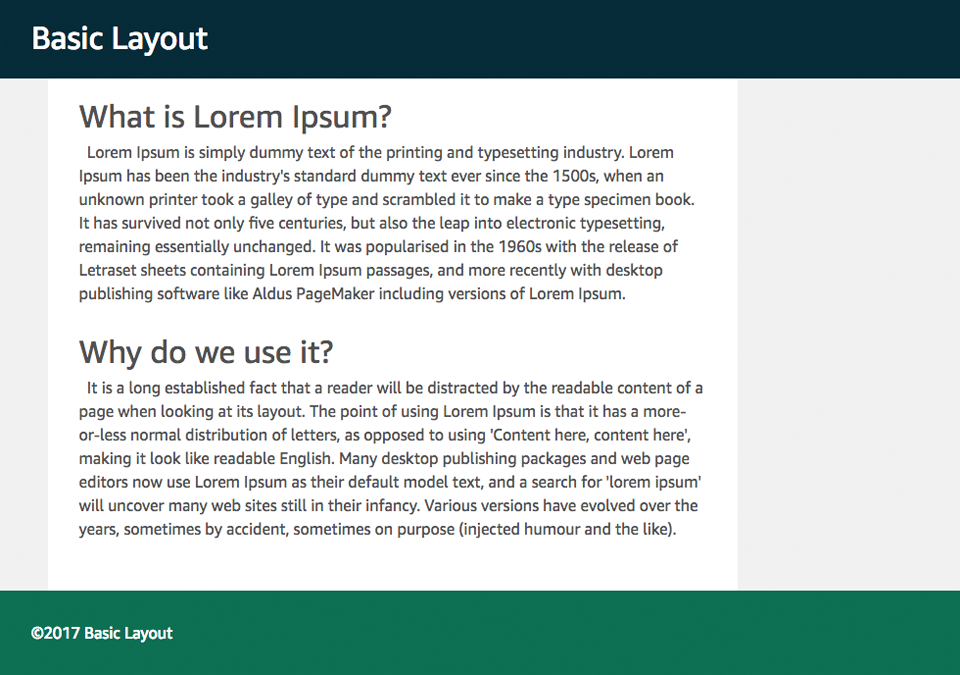 Basic Layout
What is Lorem Ipsum?
Lorem Ipsum is simply dummy text of the printing and typesetting industry. Lorem
Ipsum has been the industry's standard dummy text ever since the 1500s, when an
unknown printer took a galley of type and scrambled it to make a type specimen book.
It has survived not only five centuries, but also the leap into electronic typesetting,
remaining essentially unchanged. It was popularised in the 1960s with the release of
Letraset sheets containing Lorem Ipsum passages, and more recently with desktop
publishing software like Aldus PageMaker including versions of Lorem Ipsum.
Why do we use it?
It is a long established fact that a reader will be distracted by the readable content of a
page when looking at its layout. The point of using Lorem Ipsum is that it has a more-
or-less normal distribution of letters, as opposed to using 'Content here, content here',
making it look like readable English. Many desktop publishing packages and web page
editors now use Lorem Ipsum as their default model text, and a search for 'lorem ipsum'
will uncover many web sites still in their infancy. Various versions have evolved over the
years, sometimes by accident, sometimes on purpose (injected humour and the like).
©2017 Basic Layout